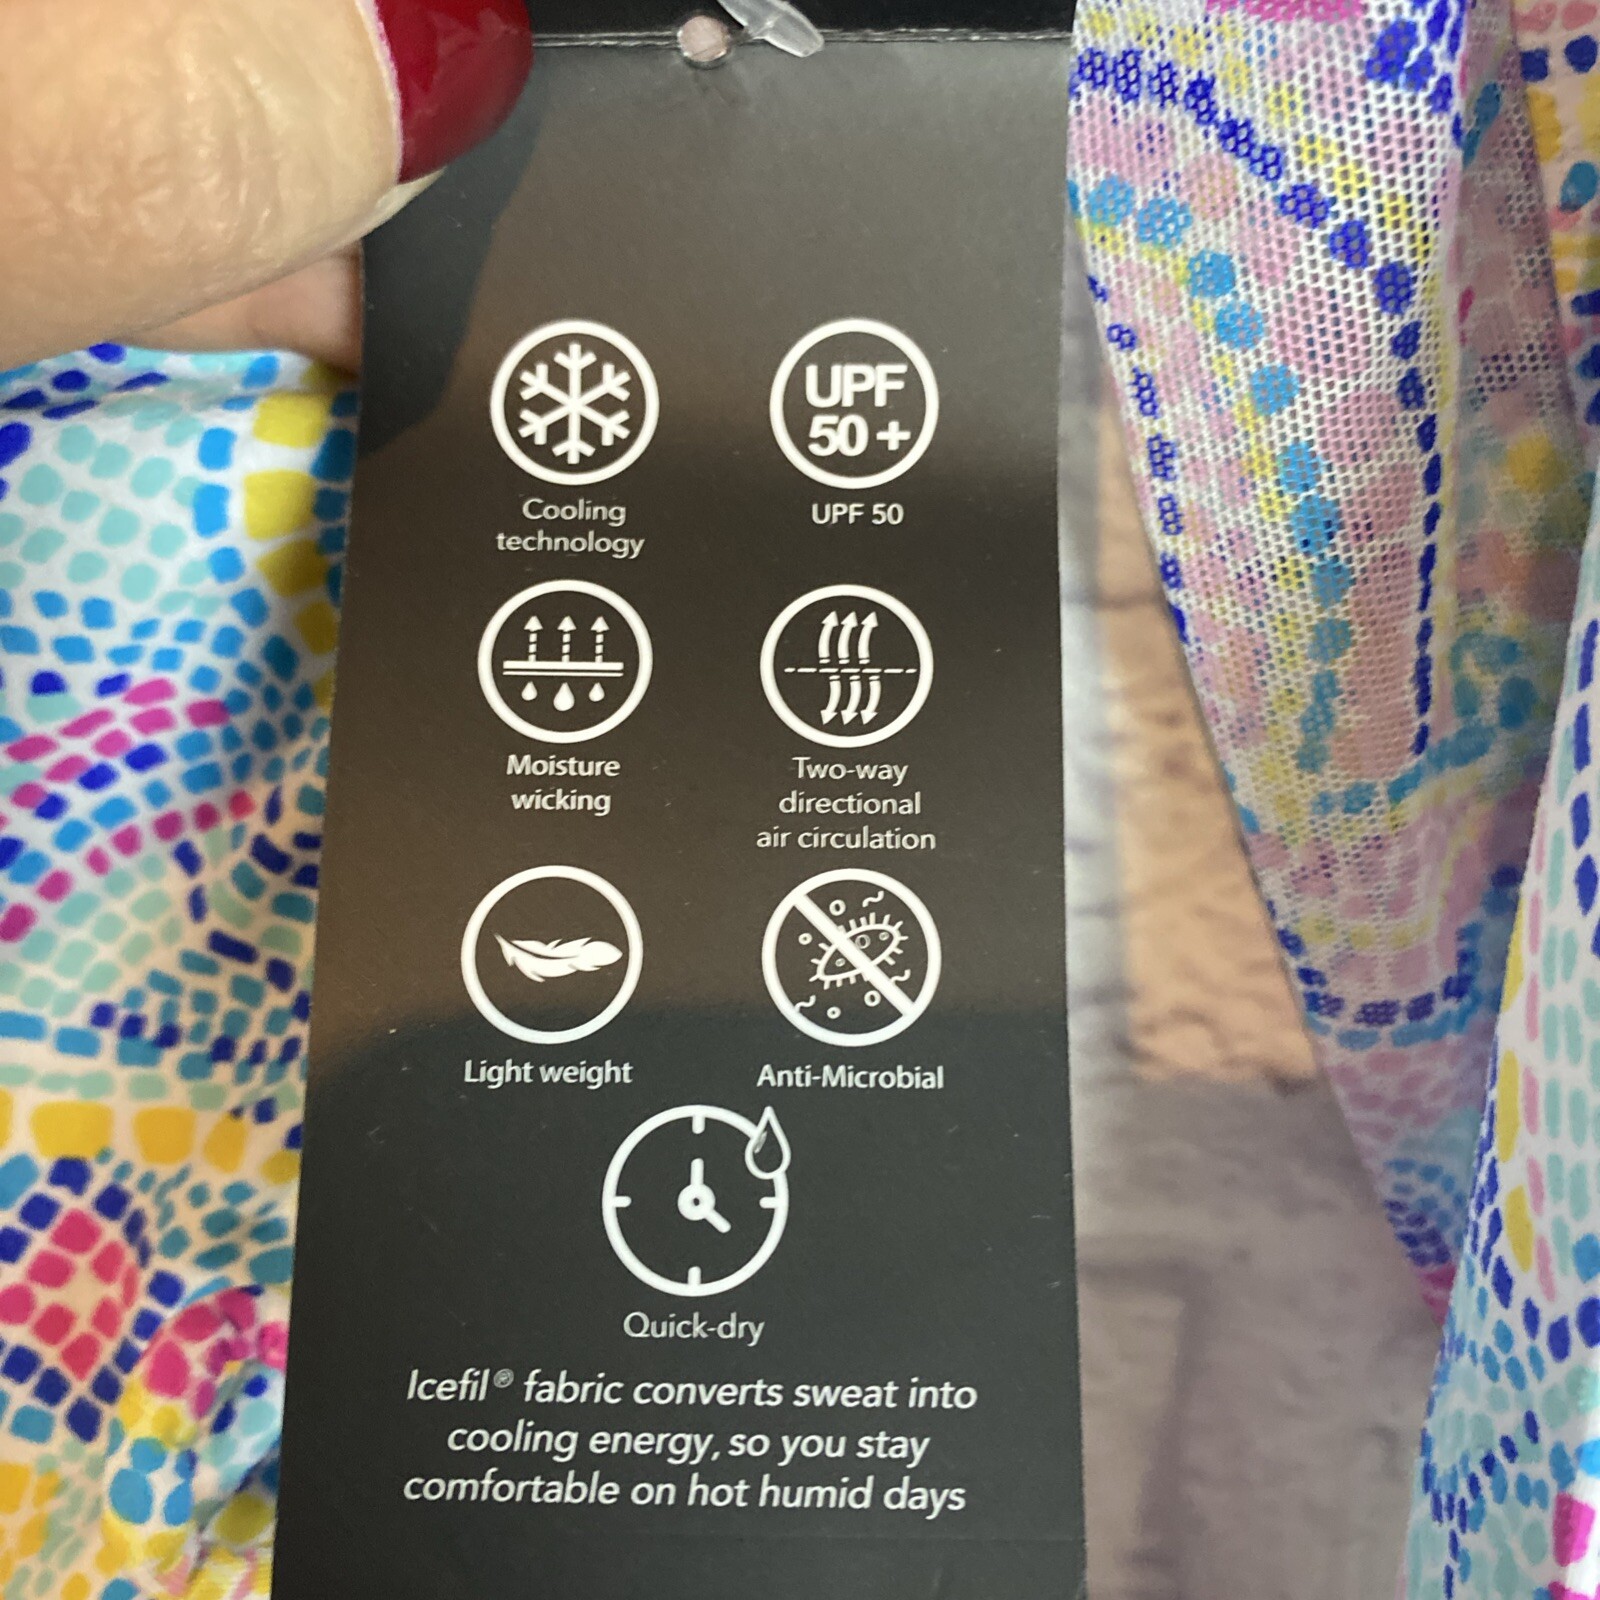 UPF
50+
Cooling
technology
UPF 50
Moisture
wicking
Two-way
directional
air circulation
Light weight
Anti-Microbial
Quick-dry
Icefil® fabric converts sweat into
cooling energy, so you stay
comfortable on hot humid days